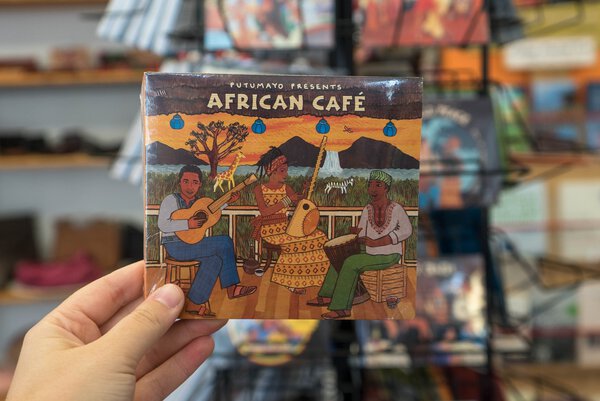 PUTUMAYO PRESENTS
AFRICAN CAFÉ